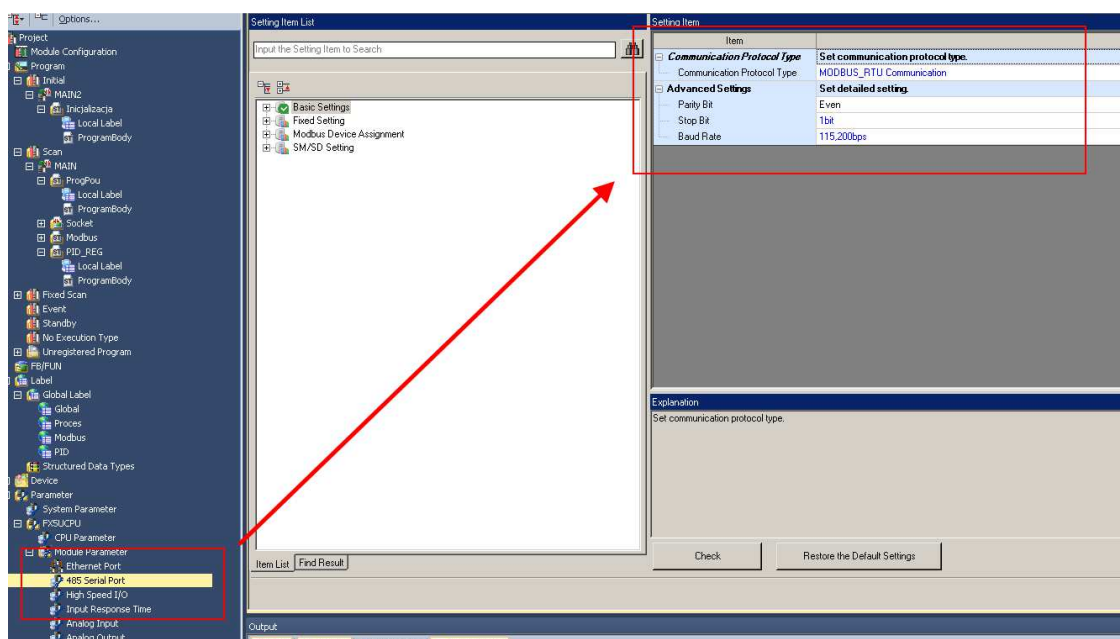 Options...
Project
Module Configuration
Program
Initial
MAIN2
Inicjalizacja
Local Label
ProgramBody
Scan
MAIN
ProgPou
Local Label
ProgramBody
Socket
Modbus
PID_REG
Local Label
ProgramBody
Fixed Scan
Event
Standby
No Execution Type
Unregistered Program
FB/FUN
Label
Global Label
Global
Proces
Modbus
PID
Structured Data Types
Device
Parameter
System Parameter
FX5UCPU
CPU Parameter
Module Parameter
Ethernet Port
485 Serial Port
High Speed I/O
Input Response Time
Analog Input
Analog Output
Setting Item List
Input the Setting Item to Search
Basic Settings
Fixed Setting
Modbus Device Assignment
SM/SD Setting
Item List Find Result
Setting Item
Item
Communication Protocol Type Set communication protocol type.
Communication Protocol Type MODBUS_RTU Communication
Advanced Settings Set detailed setting.
Parity Bit Even
Stop Bit 1bit
Baud Rate 115,200bps
Explanation
Set communication protocol type.
Check Restore the Default Settings
Output